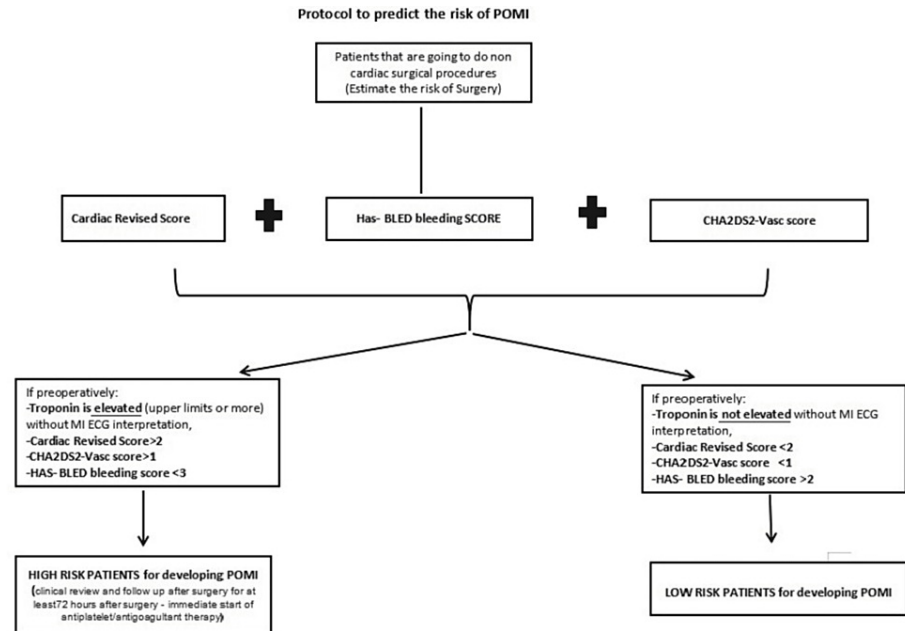 Protocol to predict the risk of POMI
Patients that are going to do non
cardiac surgical procedures
(Estimate the risk of Surgery)
Cardiac Revised Score
Has- BLED bleeding SCORE
CHA2DS2-Vasc score
If preoperatively:
-Troponin is elevated (upper limits or more)
without MI ECG interpretation,
-Cardiac Revised Score>2
-CHA2DS2-Vasc score>1
-HAS-BLED bleeding score <3
If preoperatively:
-Troponin is not elevated without MI ECG
interpretation,
-Cardiac Revised Score <2
-CHA2DS2-Vasc score <1
-HAS- BLED bleeding score >2
HIGH RISK PATIENTS for developing POMI
(clinical review and follow up after surgery for at
least72 hours after surgery - immediate start of
antiplatelet/antigoagultant therapy)
LOW RISK PATIENTS for developing POMI